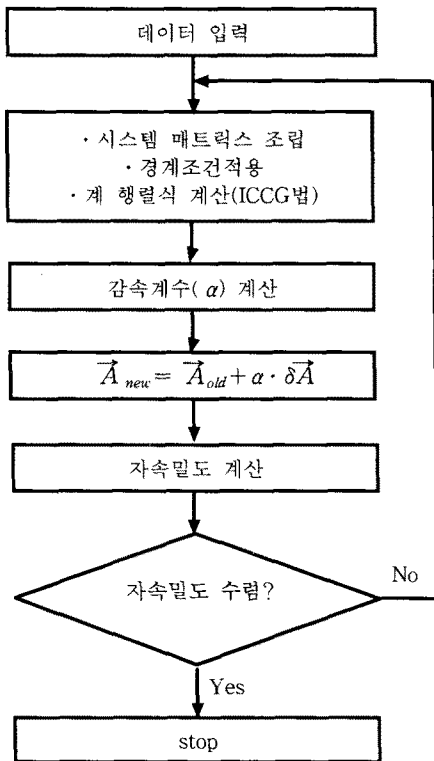 데이터 입력
· 시스템 매트릭스 조립
· 경계조건적용
· 계 행렬식 계산(ICCG법)
감속계수( α ) 계산
A⃗ new = A⃗ old + α · δA⃗
자속밀도 계산
자속밀도 수렴?
No
Yes
stop